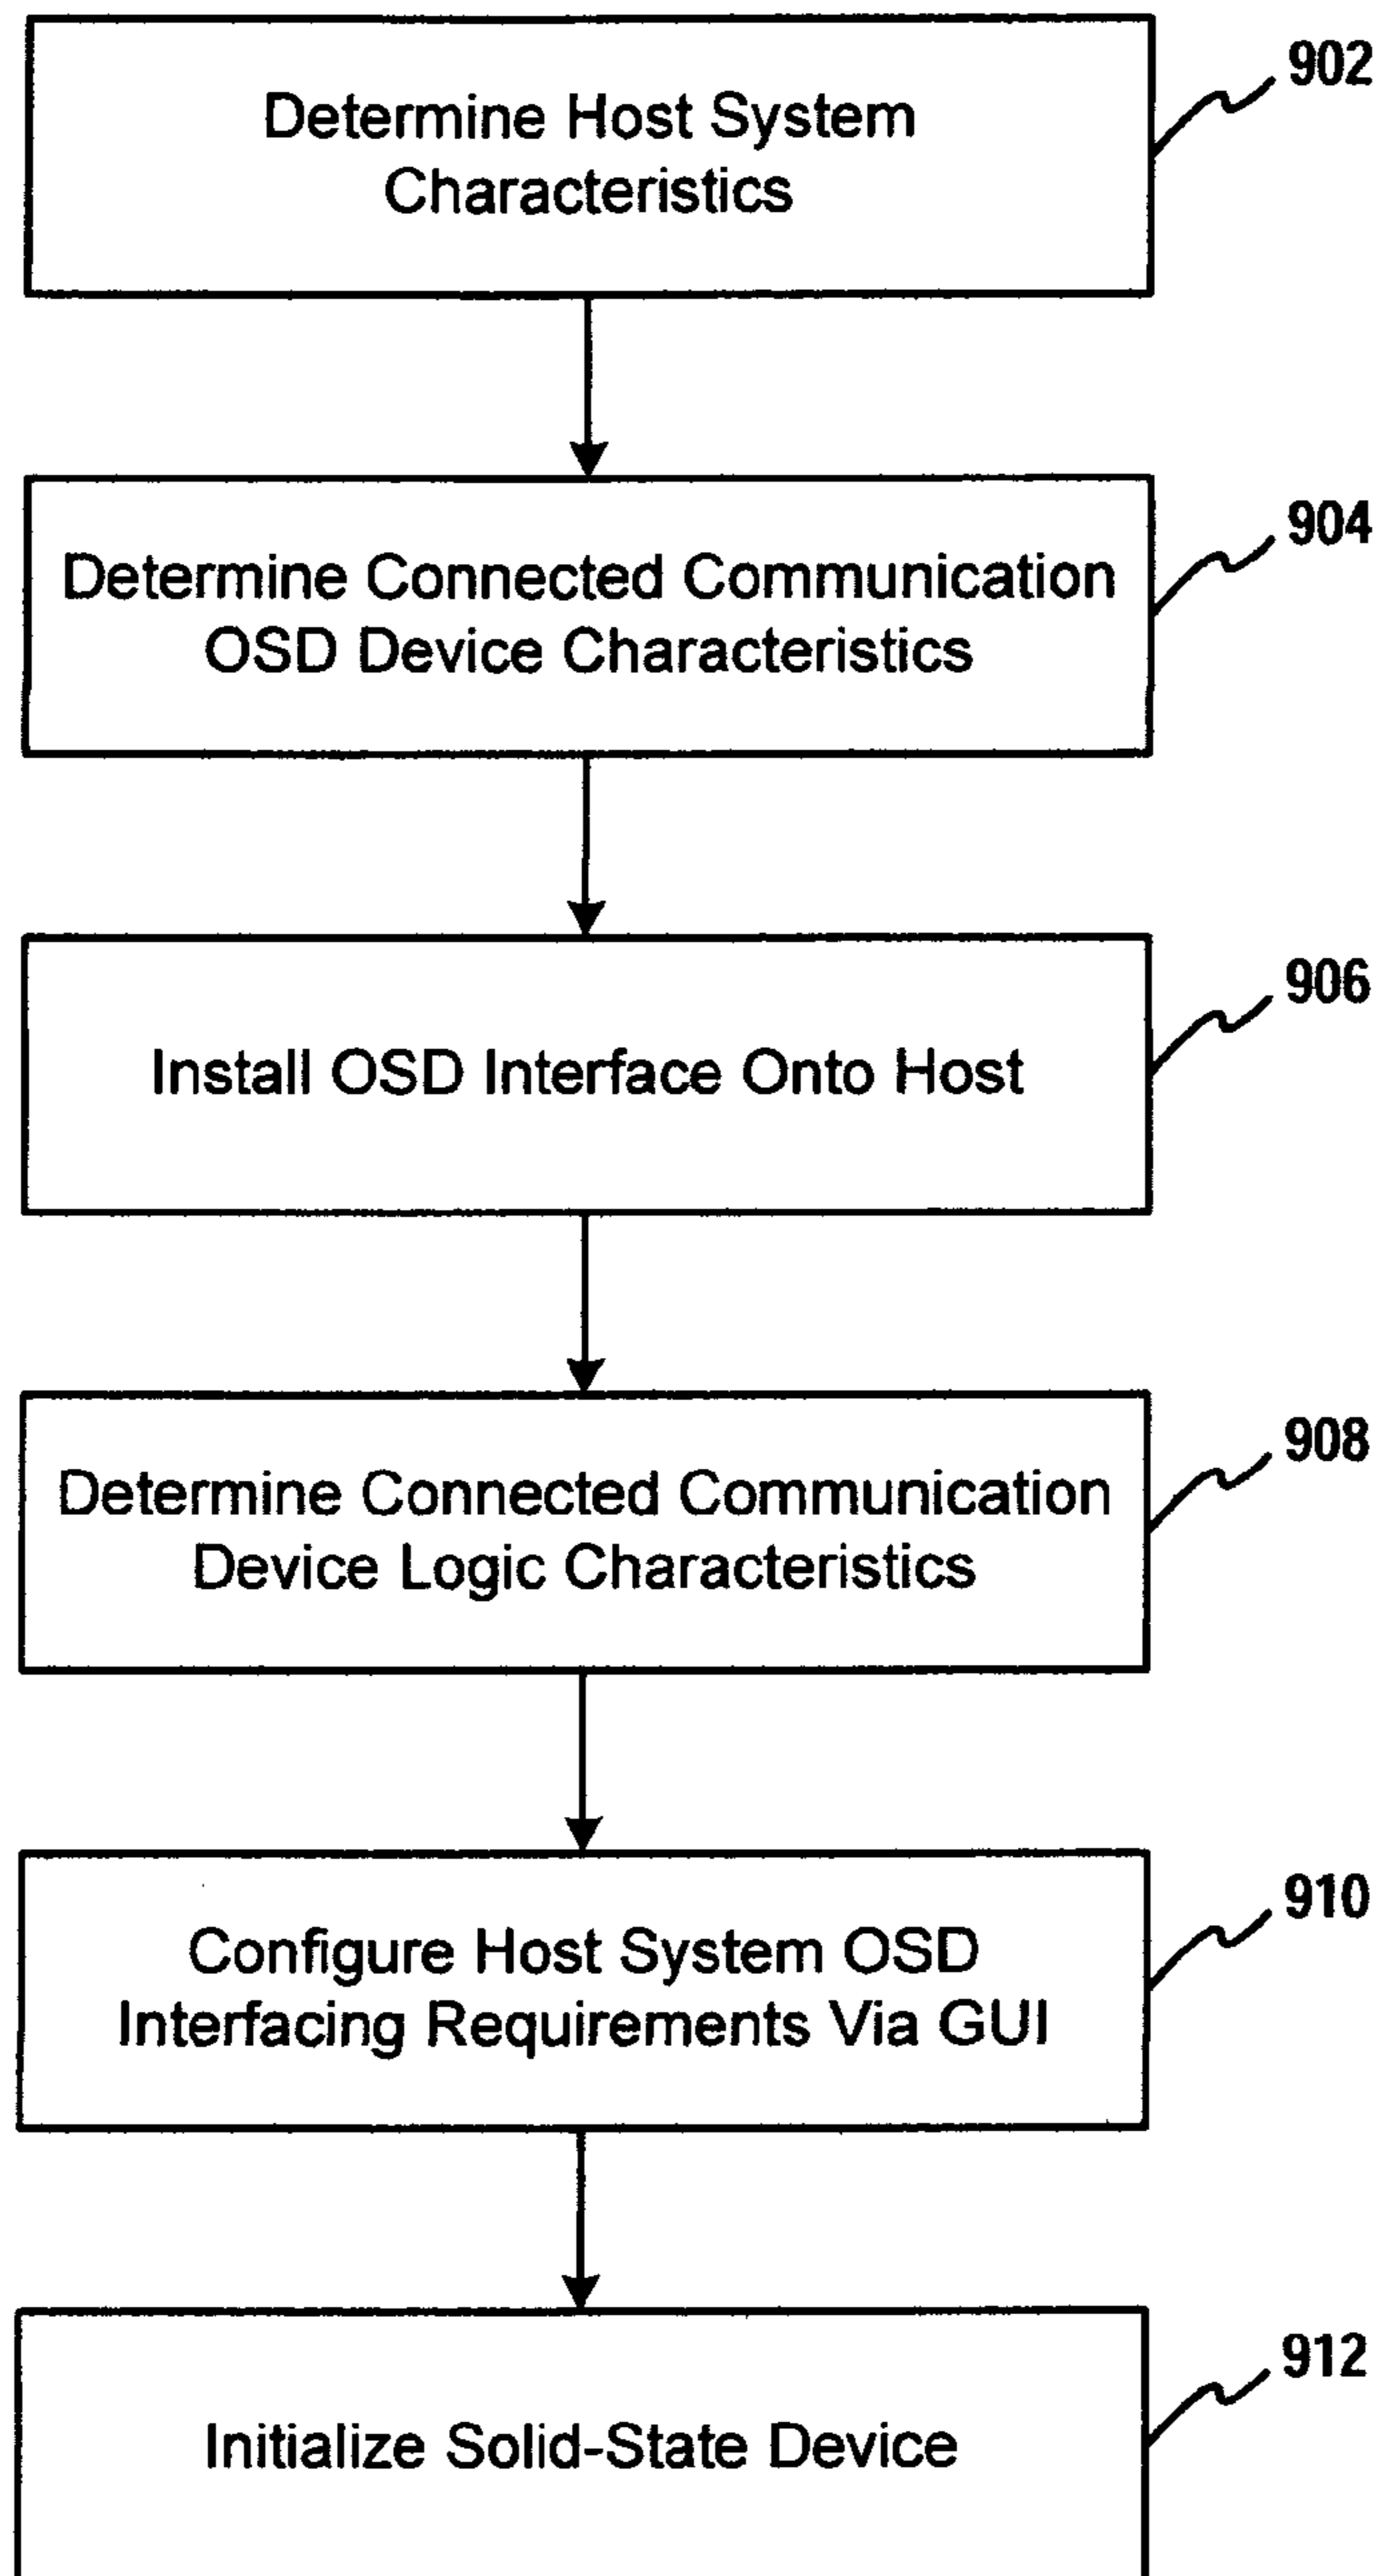 Determine Host System
Characteristics
902
Determine Connected Communication
OSD Device Characteristics
904
Install OSD Interface Onto Host
906
Determine Connected Communication
Device Logic Characteristics
908
Configure Host System OSD
Interfacing Requirements Via GUI
910
Initialize Solid-State Device
912